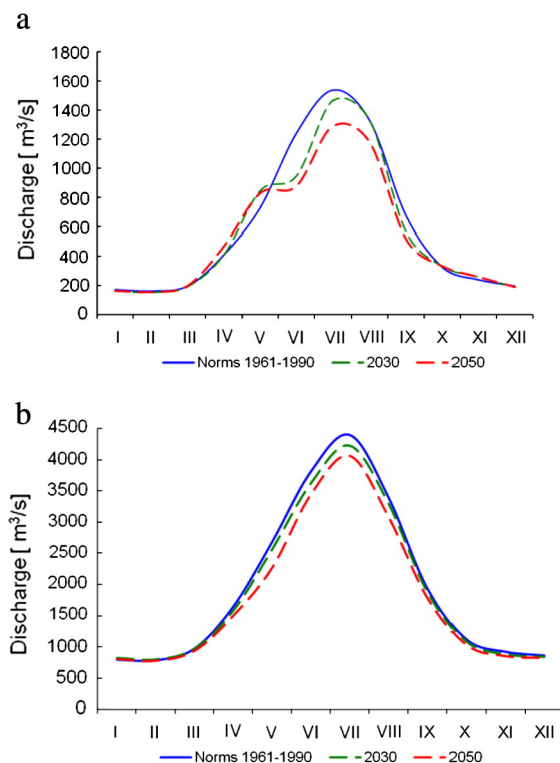 a
Discharge [ m³/s]
1800
1600
1400
1200
1000
800
600
400
200
0
I II III IV V VI VII VIII IX X XI XII
Norms 1961-1990 2030 2050
b
Discharge [ m³/s]
4500
4000
3500
3000
2500
2000
1500
1000
500
0
I II III IV V VI VII VIII IX X XI XII
Norms 1961-1990 2030 2050